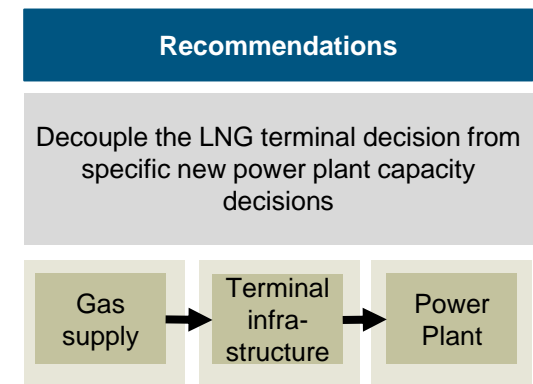 Recommendations
Decouple the LNG terminal decision from
specific new power plant capacity
decisions
Gas
supply
Terminal
infra-
structure
Power
Plant